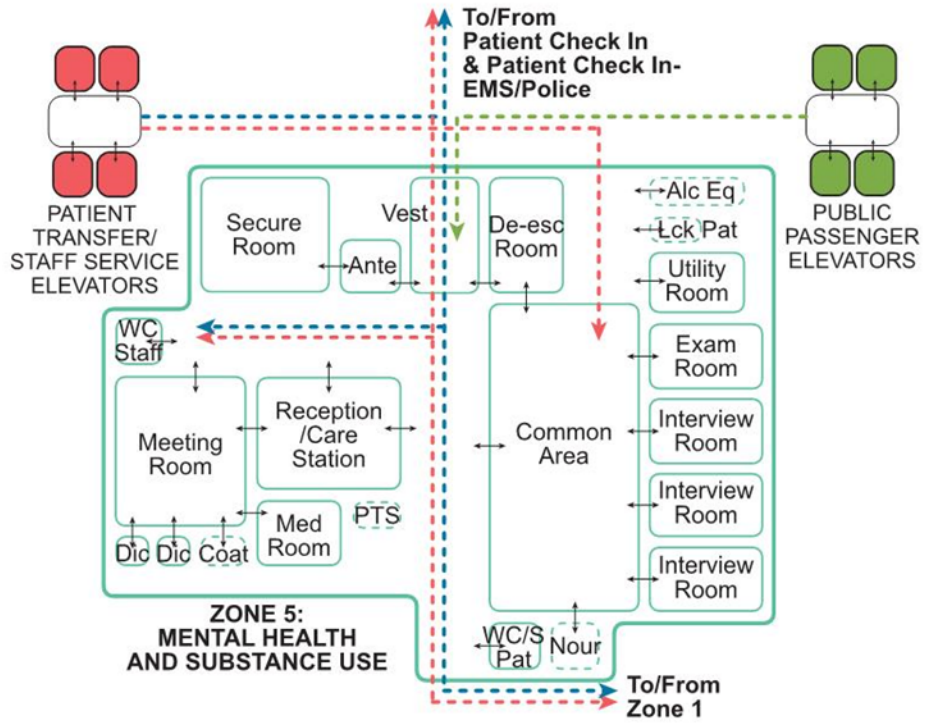 To/From
Patient Check In
& Patient Check In-
EMS/Police
PATIENT
TRANSFER/
STAFF SERVICE
ELEVATORS
PUBLIC
PASSENGER
ELEVATORS
Secure
Room
Ante
Vest
De-esc
Room
Alc Eq
Lck Pat
Utility
Room
WC
Staff
Exam
Room
Meeting
Room
Reception
/Care
Station
Common
Area
Interview
Room
Interview
Room
Interview
Room
Dic
Dic
Coat
Med
Room
PTS
ZONE 5:
MENTAL HEALTH
AND SUBSTANCE USE
WC/S
Pat
Nour
To/From
Zone 1